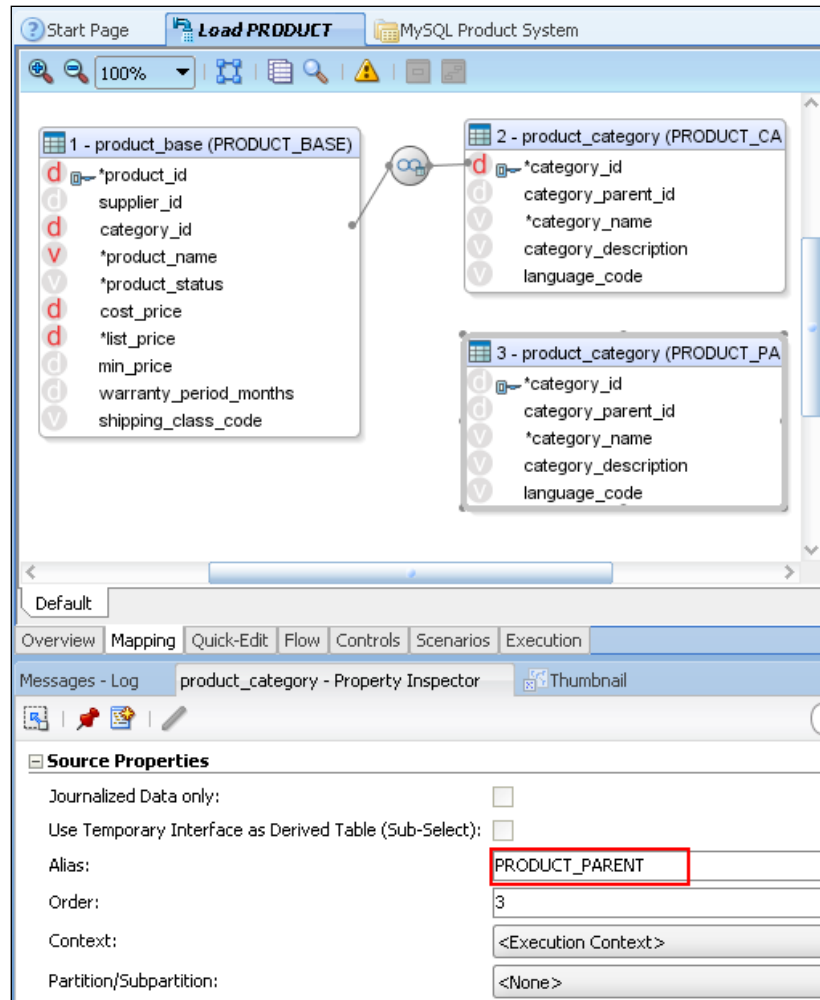 Start Page Load PRODUCT MySQL Product System
100%
1 - product_base (PRODUCT_BASE)
d *product_id
d supplier_id
d category_id
v *product_name
v *product_status
d cost_price
d *list_price
d min_price
d warranty_period_months
v shipping_class_code
2 - product_category (PRODUCT_CA
d *category_id
d category_parent_id
v *category_name
v category_description
v language_code
3 - product_category (PRODUCT_PA
d *category_id
d category_parent_id
v *category_name
v category_description
v language_code
Default
Overview Mapping Quick-Edit Flow Controls Scenarios Execution
Messages - Log product_category - Property Inspector Thumbnail
Source Properties
Journalized Data only:
Use Temporary Interface as Derived Table (Sub-Select):
Alias: PRODUCT_PARENT
Order: 3
Context: <Execution Context>
Partition/Subpartition: <None>